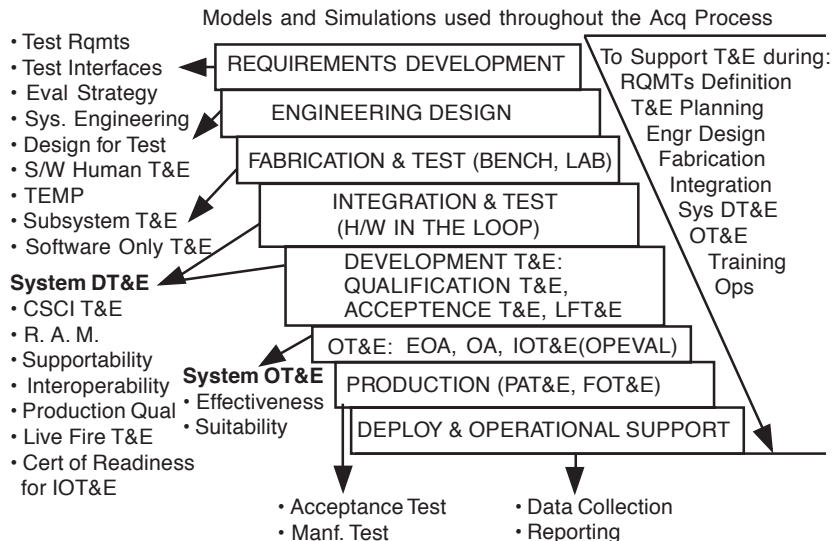 Models and Simulations used throughout the Acq Process
• Test Rqmts
• Test Interfaces
• Eval Strategy
• Sys. Engineering
• Design for Test
• S/W Human T&E
• TEMP
• Subsystem T&E
• Software Only T&E
System DT&E
• CSCI T&E
• R. A. M.
• Supportability
• Interoperability
• Production Qual
• Live Fire T&E
• Cert of Readiness
for IOT&E
REQUIREMENTS DEVELOPMENT
ENGINEERING DESIGN
FABRICATION & TEST (BENCH, LAB)
INTEGRATION & TEST
(H/W IN THE LOOP)
DEVELOPMENT T&E:
QUALIFICATION T&E,
ACCEPTENCE T&E, LFT&E
OT&E: EOA, OA, IOT&E(OPEVAL)
PRODUCTION (PAT&E, FOT&E)
DEPLOY & OPERATIONAL SUPPORT
System OT&E
• Effectiveness
• Suitability
To Support T&E during:
RQMTs Definition
T&E Planning
Engr Design
Fabrication
Integration
Sys DT&E
OT&E
Training
Ops
• Acceptance Test
• Manf. Test
• Data Collection
• Reporting